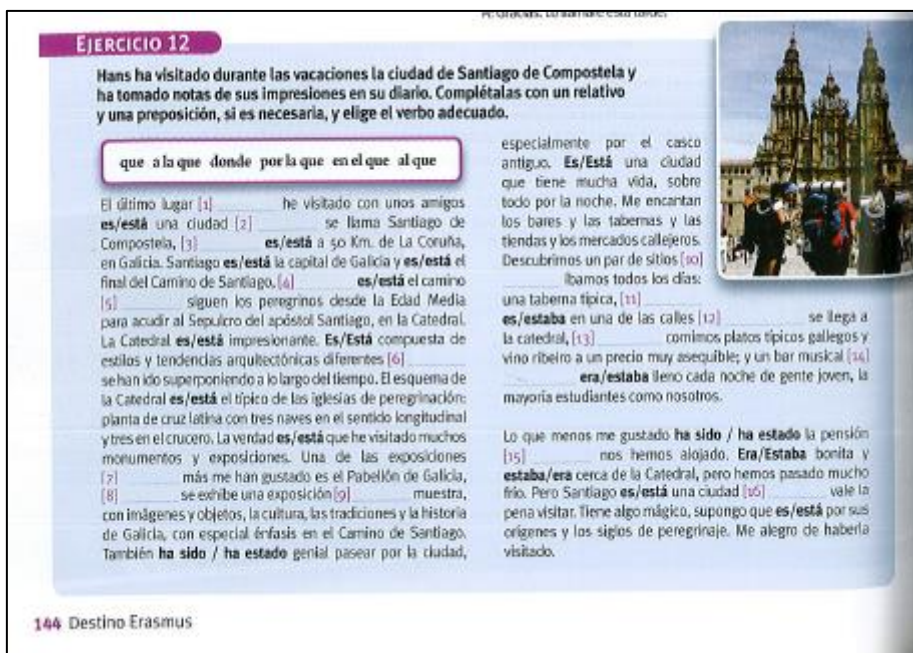 EJERCICIO 12
Hans ha visitado durante las vacaciones la ciudad de Santiago de Compostela y
ha tomado notas de sus impresiones en su diario. Complétalas con un relativo
y una preposición, si es necesaria, y elige el verbo adecuado.
que a la que donde por la que en el que al que
El último lugar [1] ________ he visitado con unos amigos
es/está una ciudad [2] ________ se llama Santiago de
Compostela, [3] ________ es/está a 50 Km. de La Coruña,
en Galicia. Santiago es/está la capital de Galicia y es/está el
final del Camino de Santiago, [4] ________ es/está el camino
[5] ________ siguen los peregrinos desde la Edad Media
para acudir al Sepulcro del apóstol Santiago, en la Catedral.
La Catedral es/está impresionante. Es/Está compuesta de
estilos y tendencias arquitectónicas diferentes [6] ________
se han ido superponiendo a lo largo del tiempo. El esquema de
la Catedral es/está el típico de las iglesias de peregrinación:
planta de cruz latina con tres naves en el sentido longitudinal
y tres en el crucero. La verdad es/está que he visitado muchos
monumentos y exposiciones. Una de las exposiciones
[7] ________ más me han gustado es el Pabellón de Galicia,
[8] ________ se exhibe una exposición [9] ________ muestra,
con imágenes y objetos, la cultura, las tradiciones y la historia
de Galicia, con especial énfasis en el Camino de Santiago.
También ha sido / ha estado genial pasear por la ciudad,
especialmente por el casco
antiguo. Es/Está una ciudad
que tiene mucha vida, sobre
todo por la noche. Me encantan
los bares y las tabernas y las
tiendas y los mercados callejeros.
Descubrimos un par de sitios [10]
________ íbamos todos los días:
una taberna típica, [11] ________
es/estaba en una de las calles [12] ________ se llega a
la catedral, [13] ________ comimos platos típicos gallegos y
vino ribeiro a un precio muy asequible; y un bar musical [14]
________ era/estaba lleno cada noche de gente joven, la
mayoría estudiantes como nosotros.
Lo que menos me gustado ha sido / ha estado la pensión
[15] ________ nos hemos alojado. Era/Estaba bonita y
estaba/era cerca de la Catedral, pero hemos pasado mucho
frío. Pero Santiago es/está una ciudad [16] ________ vale la
pena visitar. Tiene algo mágico, supongo que es/está por sus
orígenes y los siglos de peregrinaje. Me alegro de haberla
visitado.
144 Destino Erasmus